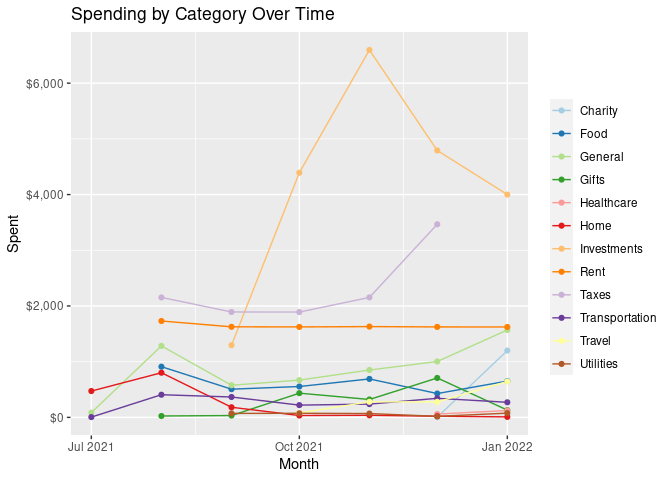 Spending by Category Over Time
Spent
$6,000
$4,000
$2,000
$0
Jul 2021
Oct 2021
Jan 2022
Month
Charity
Food
General
Gifts
Healthcare
Home
Investments
Rent
Taxes
Transportation
Travel
Utilities